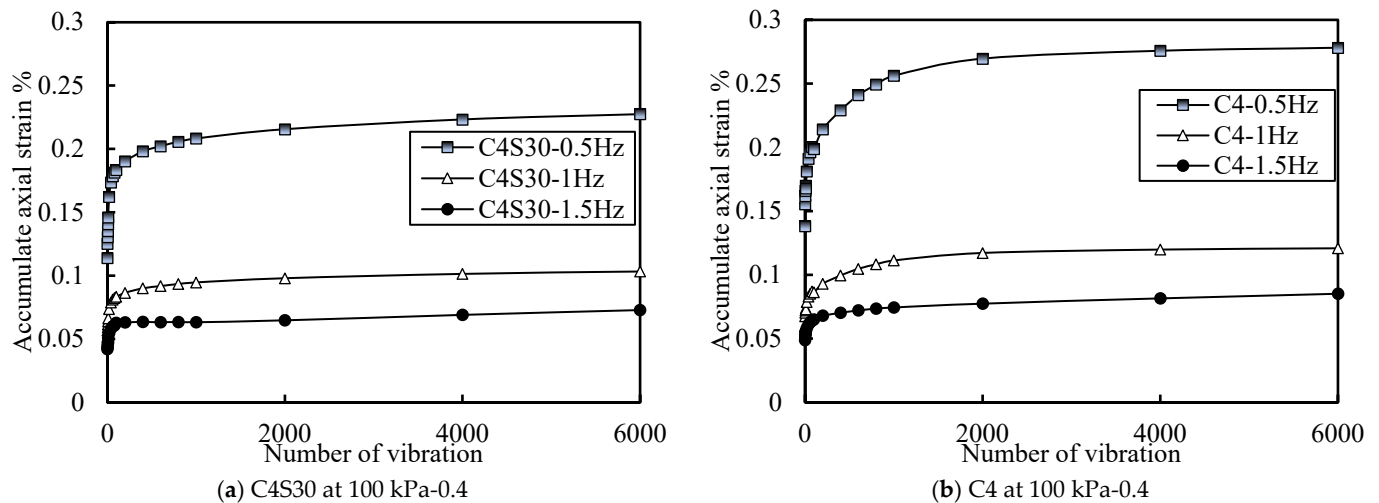 0.3
0.25
0.2
0.15
0.1
0.05
0
Accumulate axial strain %
C4S30-0.5Hz
C4S30-1Hz
C4S30-1.5Hz
0 2000 4000 6000
Number of vibration
(a) C4S30 at 100 kPa-0.4
0.3
0.25
0.2
0.15
0.1
0.05
0
Accumulate axial strain %
C4-0.5Hz
C4-1Hz
C4-1.5Hz
0 2000 4000 6000
Number of vibration
(b) C4 at 100 kPa-0.4